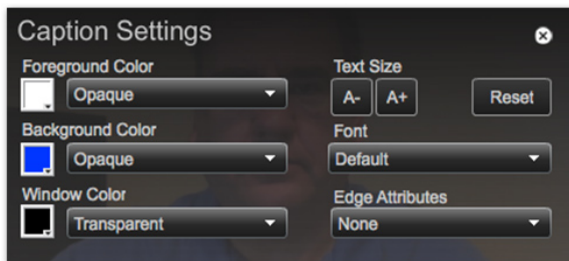 Caption Settings
Foreground Color
Opaque
Background Color
Opaque
Window Color
Transparent
Text Size
A-
A+
Reset
Font
Default
Edge Attributes
None